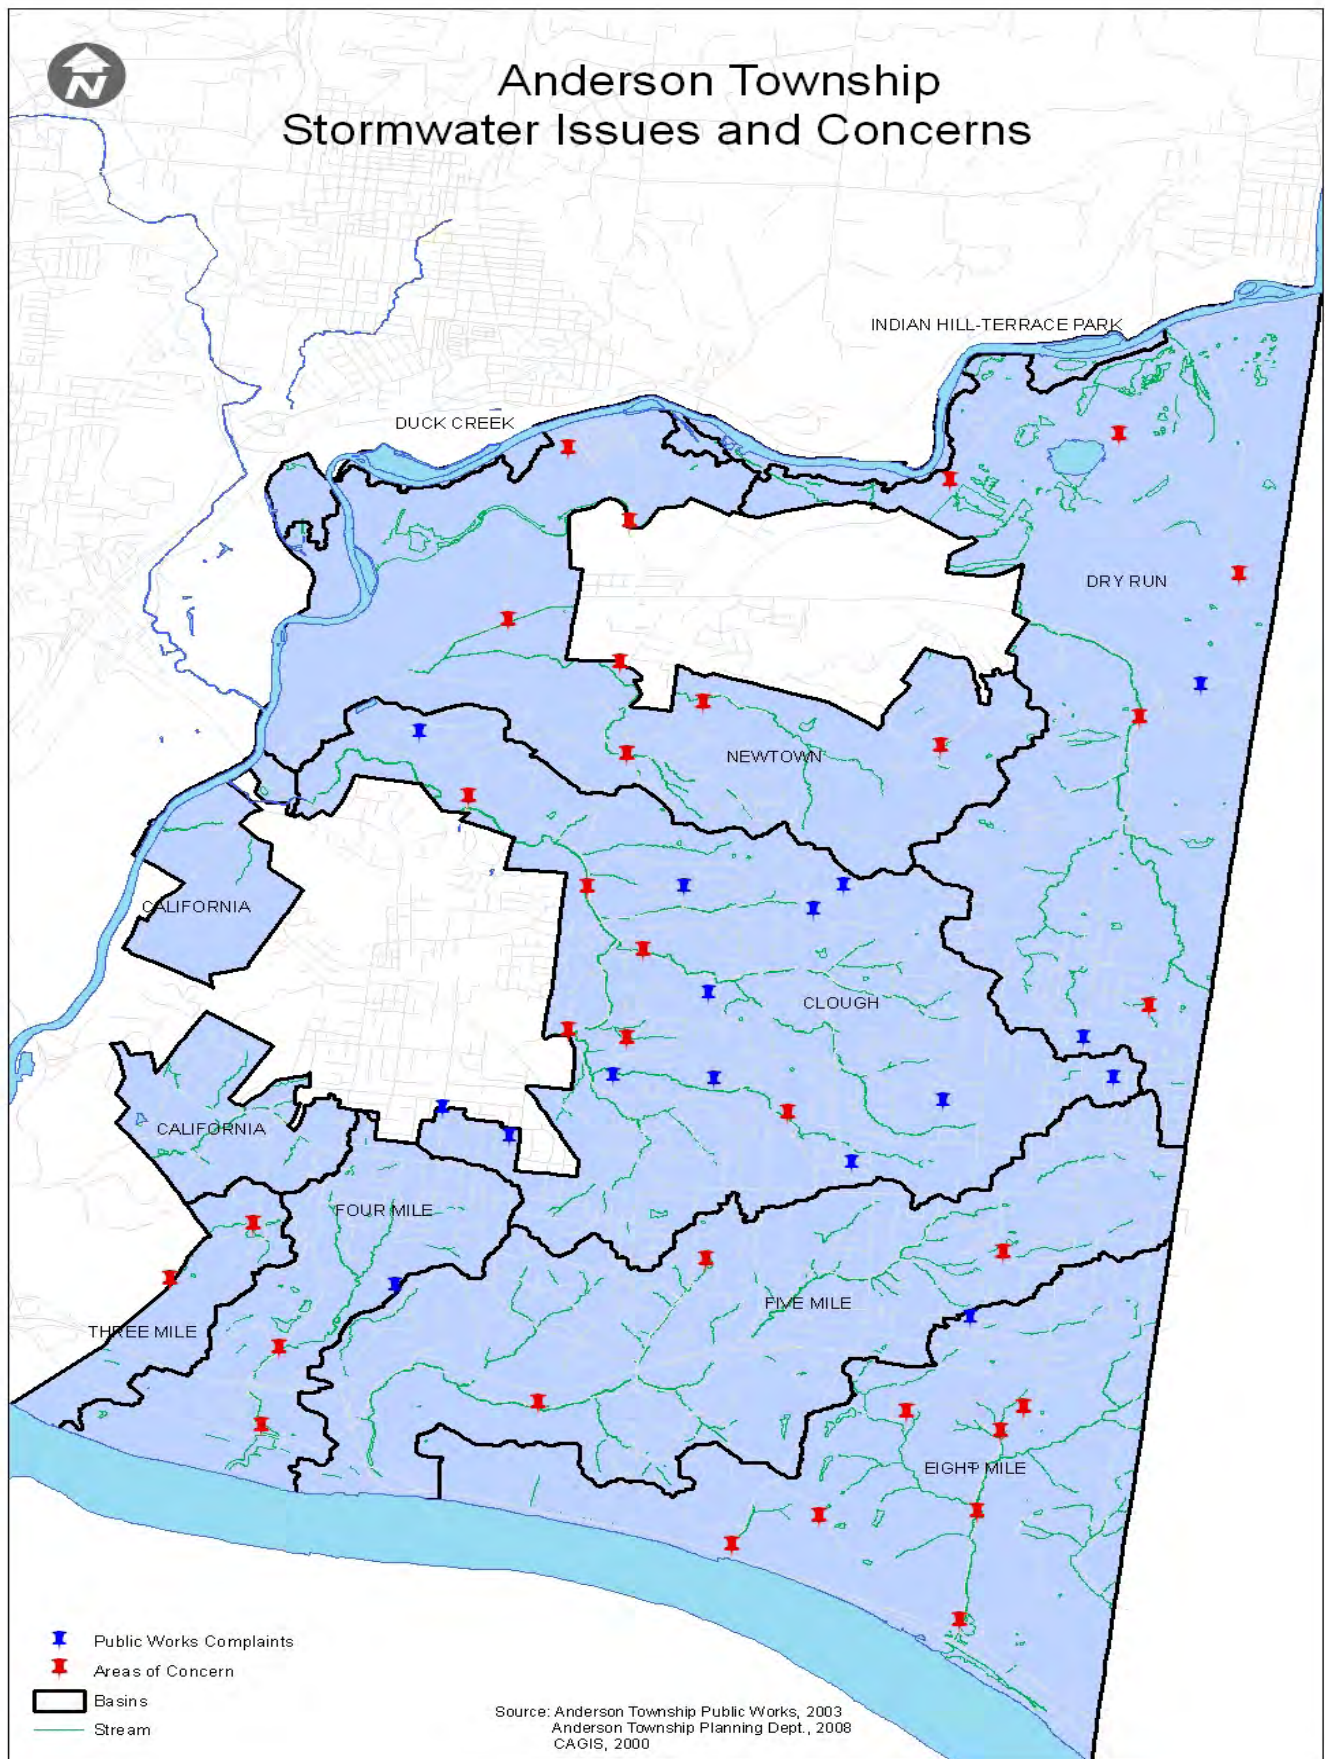 N
Anderson Township
Stormwater Issues and Concerns
INDIAN HILL-TERRACE PARK
DUCK CREEK
DRY RUN
NEWTOWN
CALIFORNIA
CLOUGH
CALIFORNIA
FOUR MILE
FIVE MILE
THREE MILE
EIGHT MILE
Public Works Complaints
Areas of Concern
Basins
Stream
Source: Anderson Township Public Works, 2003
Anderson Township Planning Dept., 2008
CAGIS, 2000